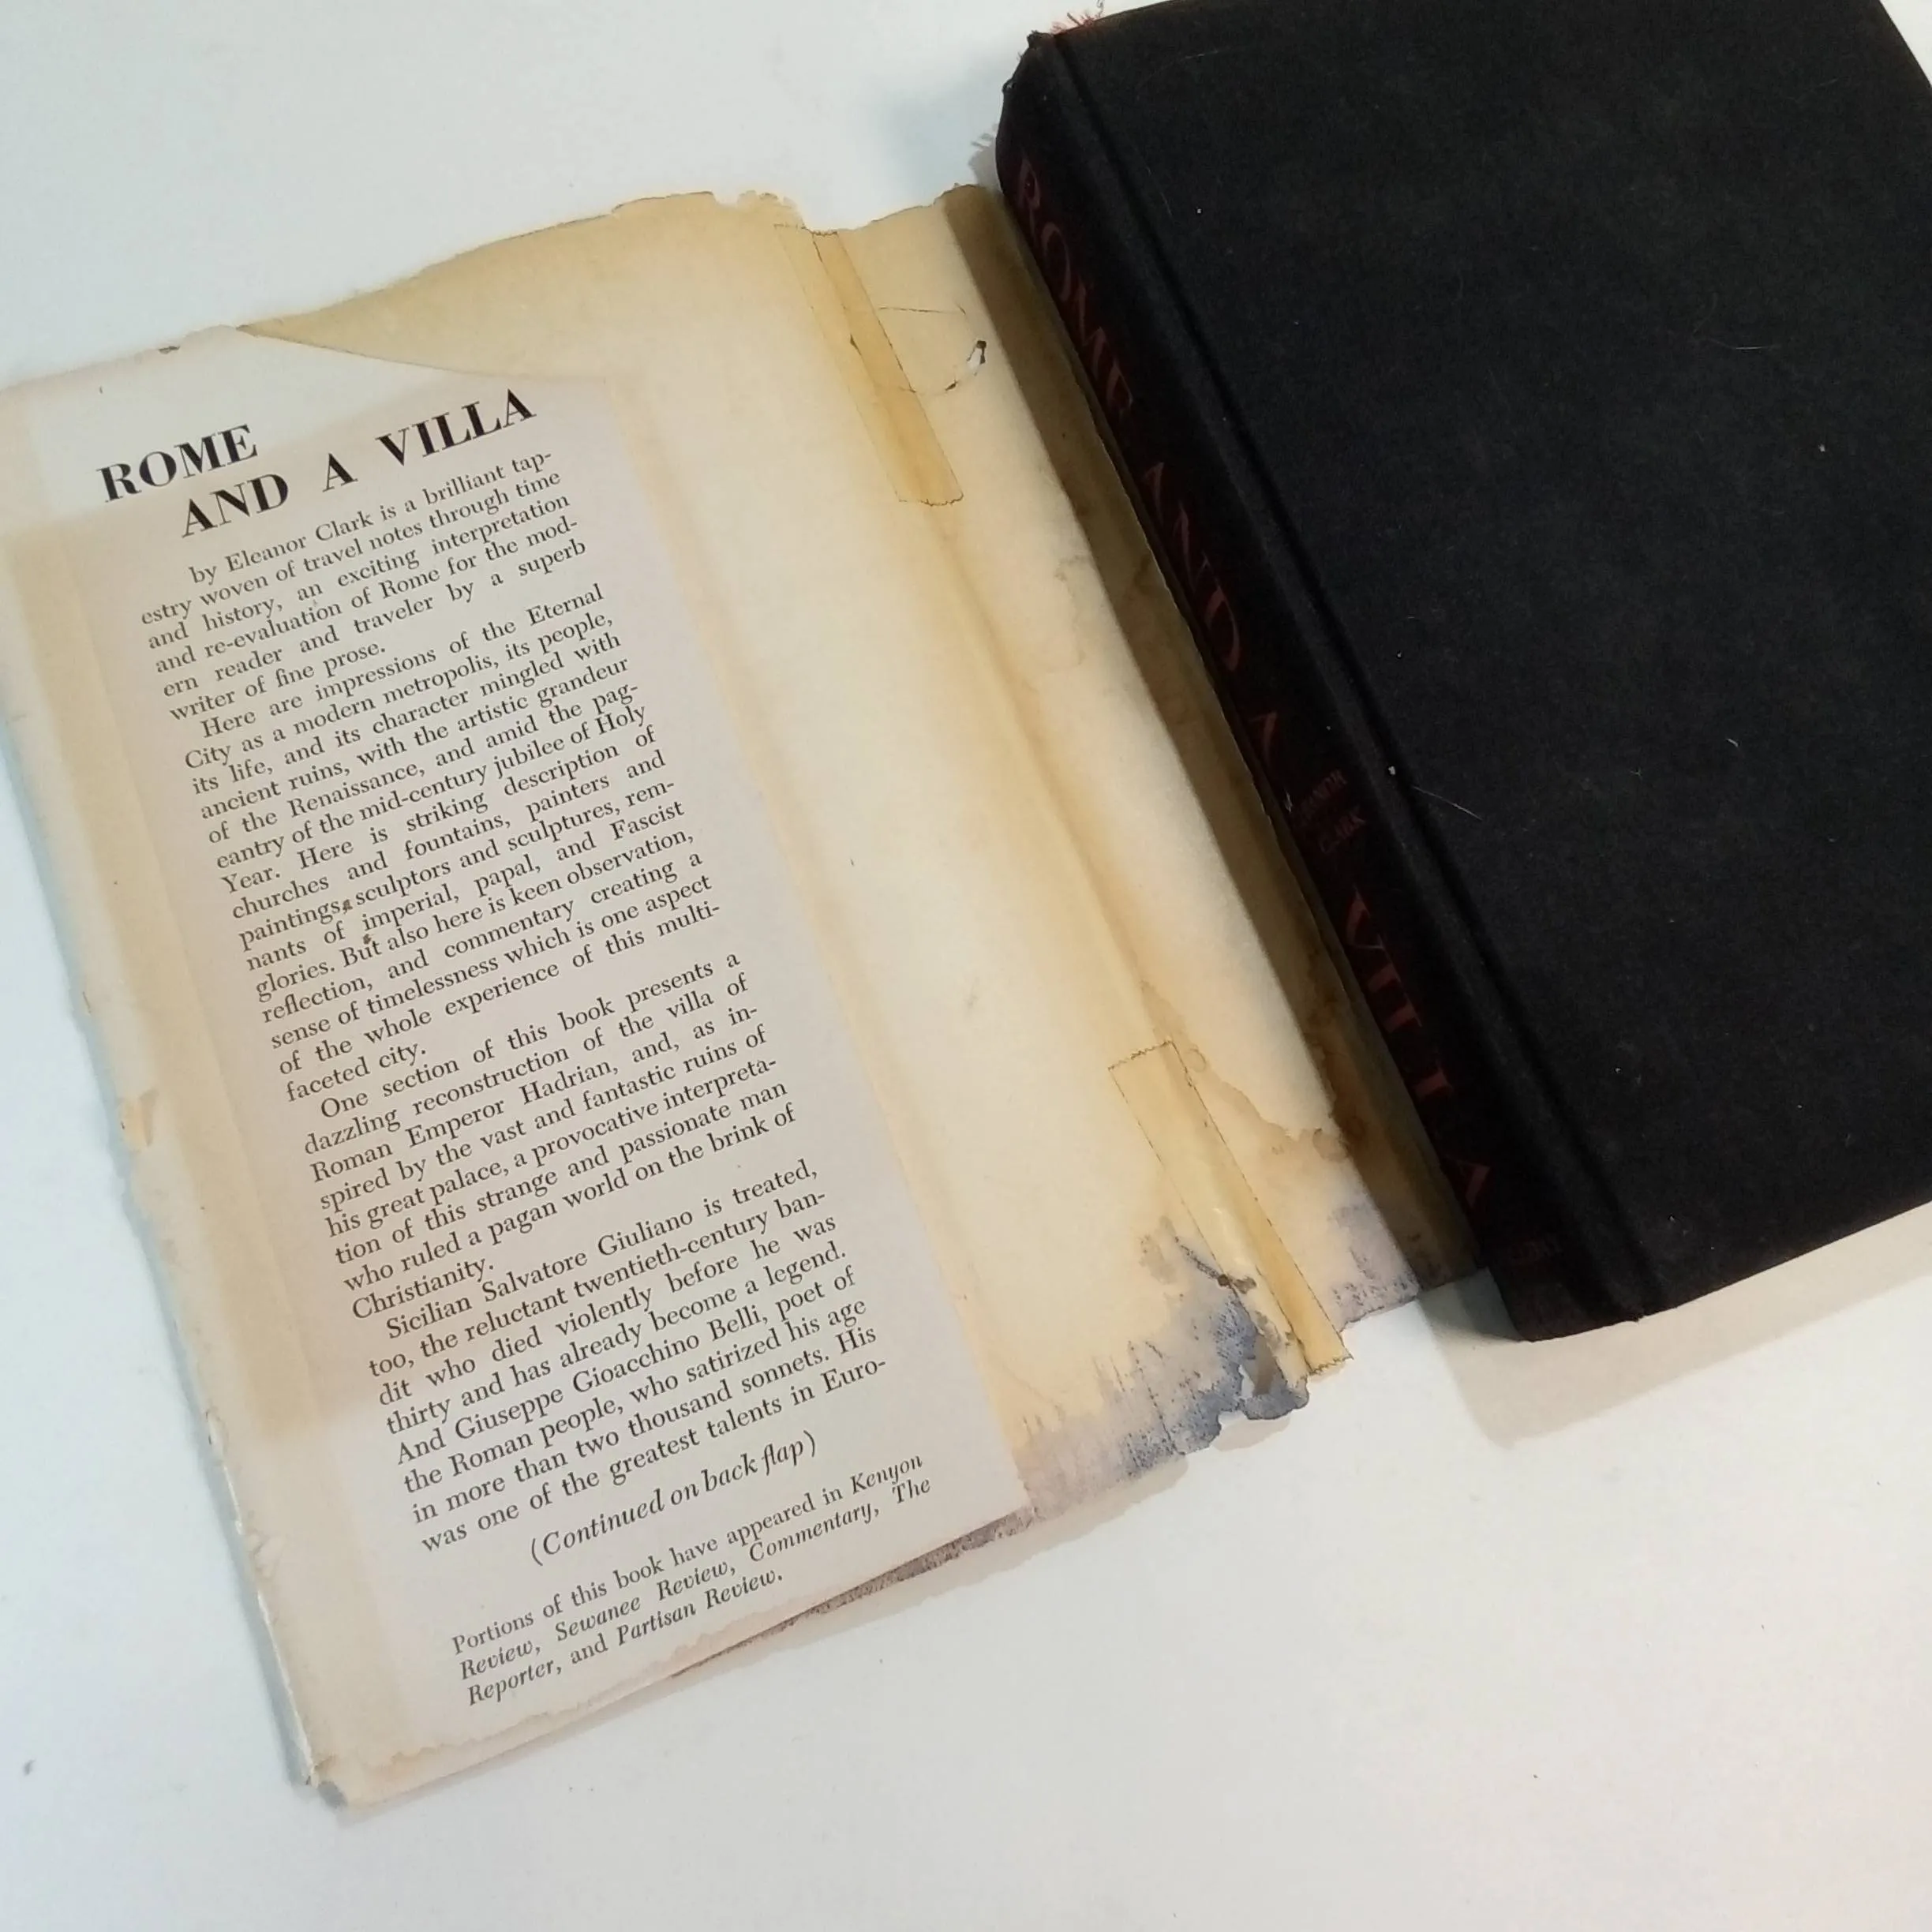 ROME
AND A VILLA
by Eleanor Clark is a brilliant tap-
estry woven of travel notes through time
and history, an exciting interpretation
and re-evaluation of Rome for the mod-
ern reader and traveler by a superb
writer of fine prose.
Here are impressions of the Eternal
City as a modern metropolis, its people,
its life, and its character mingled with
ancient ruins, with the artistic grandeur
of the Renaissance, and amid the pag-
eantry of the mid-century jubilee of Holy
Year. Here is striking description of
churches and fountains, painters and
paintings, sculptors and sculptures, rem-
nants of imperial, papal, and Fascist
glories. But also here is keen observation,
reflection, and commentary creating a
sense of timelessness which is one aspect
of the whole experience of this multi-
faceted city.
One section of this book presents a
dazzling reconstruction of the villa of
Roman Emperor Hadrian, and, as in-
spired by the vast and fantastic ruins of
his great palace, a provocative interpreta-
tion of this strange and passionate man
who ruled a pagan world on the brink of
Christianity.
Sicilian Salvatore Giuliano is treated,
too, the reluctant twentieth-century ban-
dit who died violently before he was
thirty and has already become a legend.
And Giuseppe Gioacchino Belli, poet of
the Roman people, who satirized his age
in more than two thousand sonnets. His
was one of the greatest talents in Euro-
(Continued on back flap)
Portions of this book have appeared in Kenyon
Review, Sewanee Review, Commentary, The
Reporter, and Partisan Review.
ROME AND A VILLA
ELEANOR
CLARK